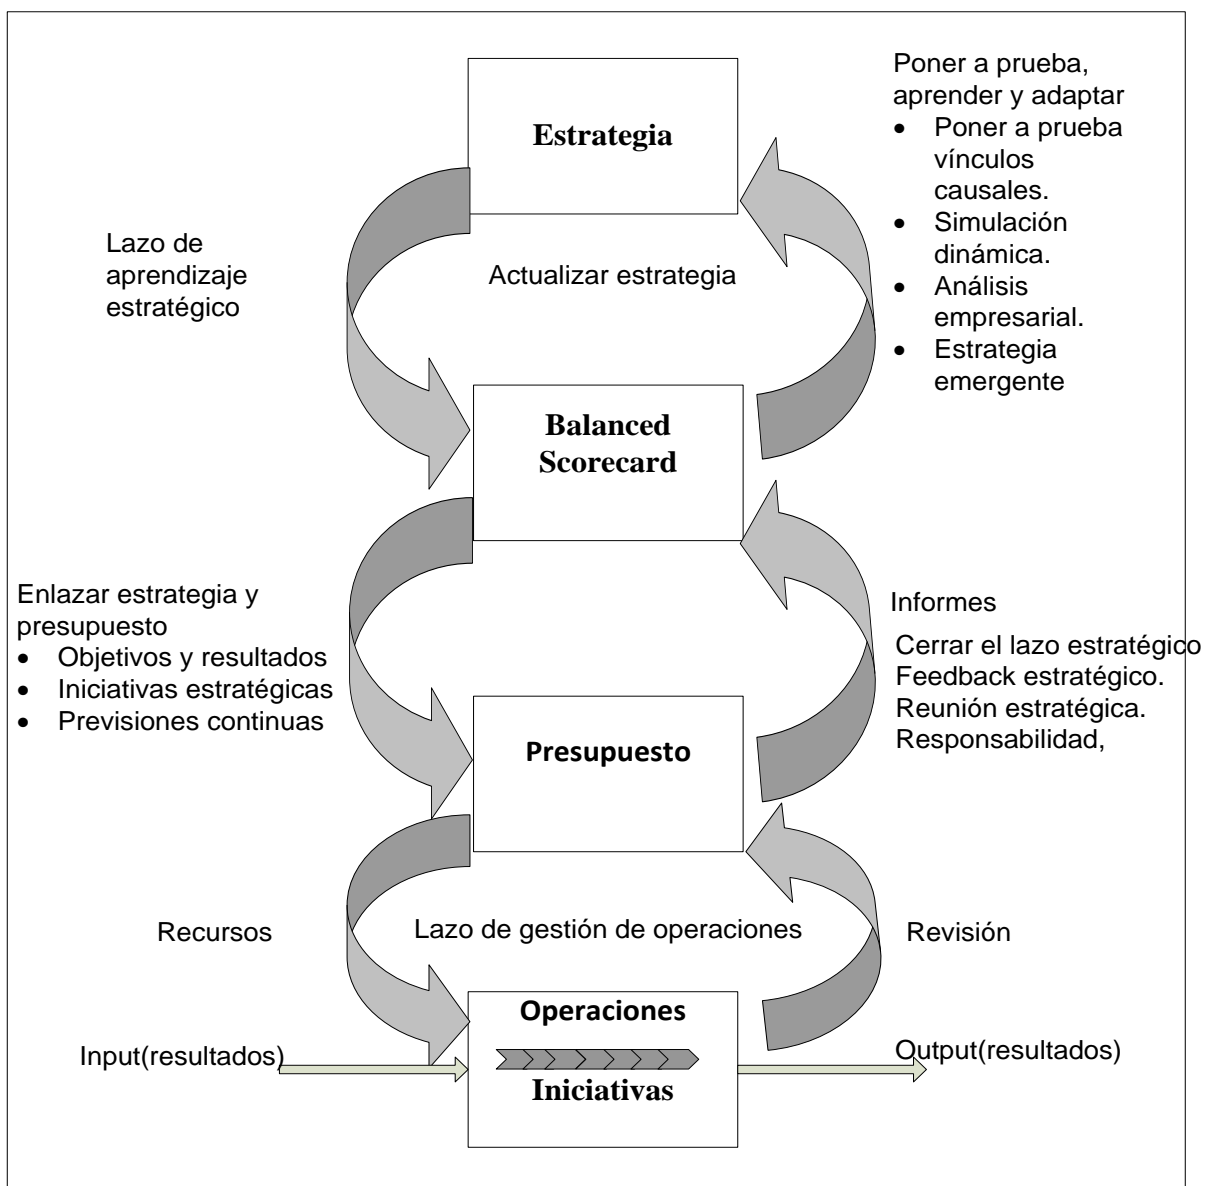 Estrategia
Poner a prueba,
aprender y adaptar
• Poner a prueba
vínculos
causales.
• Simulación
dinámica.
• Análisis
empresarial.
• Estrategia
emergente
Lazo de
aprendizaje
estratégico
Actualizar estrategia
Balanced
Scorecard
Enlazar estrategia y
presupuesto
• Objetivos y resultados
• Iniciativas estratégicas
• Previsiones continuas
Informes
Cerrar el lazo estratégico
Feedback estratégico.
Reunión estratégica.
Responsabilidad,
Presupuesto
Recursos
Lazo de gestión de operaciones
Revisión
Operaciones
Input(resultados)
Output(resultados)
Iniciativas